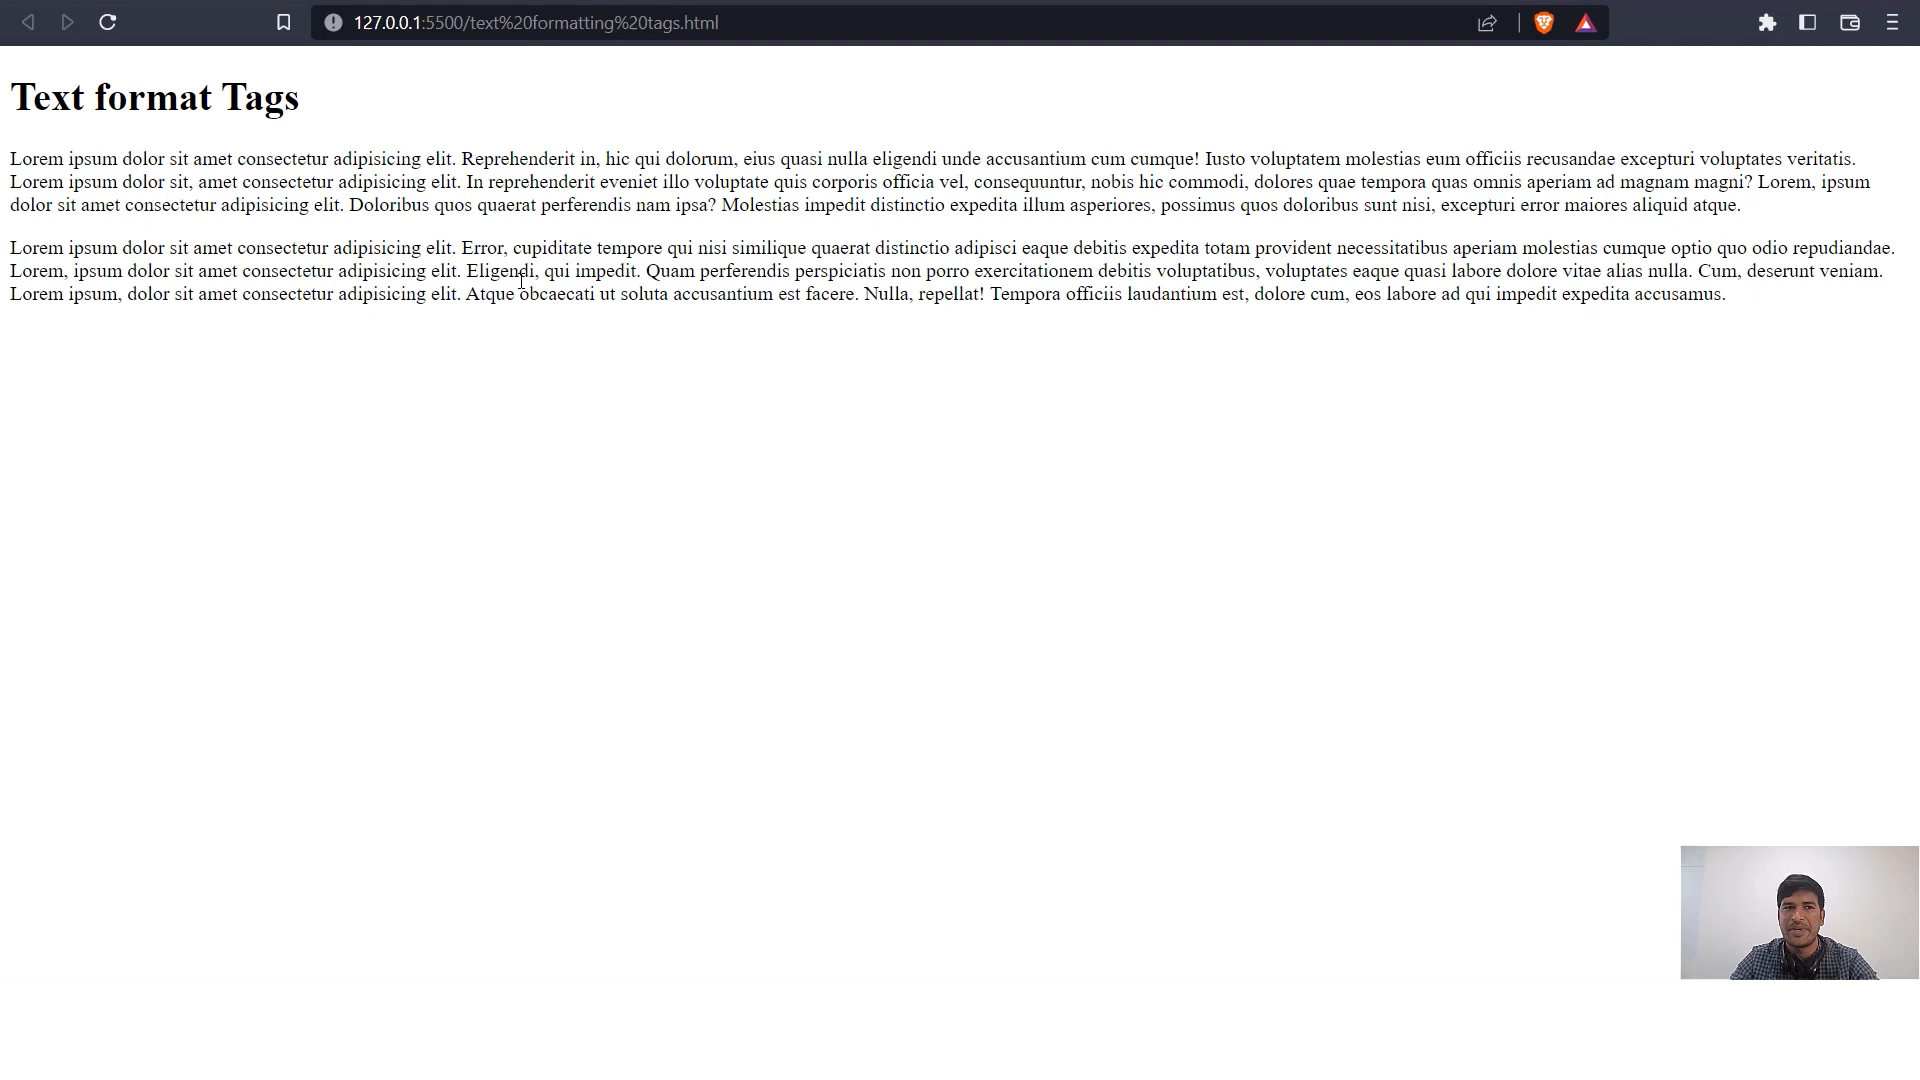 127.0.0.1:5500/text%20formatting%20tags.html
Text format Tags
Lorem ipsum dolor sit amet consectetur adipisicing elit. Reprehenderit in, hic qui dolorum, eius quasi nulla eligendi unde accusantium cum cumque! Iusto voluptatem molestias eum officiis recusandae excepturi voluptates veritatis.
Lorem ipsum dolor sit, amet consectetur adipisicing elit. In reprehenderit eveniet illo voluptate quis corporis officia vel, consequuntur, nobis hic commodi, dolores quae tempora quas omnis aperiam ad magnam magni? Lorem, ipsum
dolor sit amet consectetur adipisicing elit. Doloribus quos quaerat perferendis nam ipsa? Molestias impedit distinctio expedita illum asperiores, possimus quos doloribus sunt nisi, excepturi error maiores aliquid atque.
Lorem ipsum dolor sit amet consectetur adipisicing elit. Error, cupiditate tempore qui nisi similique quaerat distinctio adipisci eaque debitis expedita totam provident necessitatibus aperiam molestias cumque optio quo odio repudiandae.
Lorem, ipsum dolor sit amet consectetur adipisicing elit. Eligendi, qui impedit. Quam perferendis perspiciatis non porro exercitationem debitis voluptatibus, voluptates eaque quasi labore dolore vitae alias nulla. Cum, deserunt veniam.
Lorem ipsum, dolor sit amet consectetur adipisicing elit. Atque obcaecati ut soluta accusantium est facere. Nulla, repellat! Tempora officiis laudantium est, dolore cum, eos labore ad qui impedit expedita accusamus.